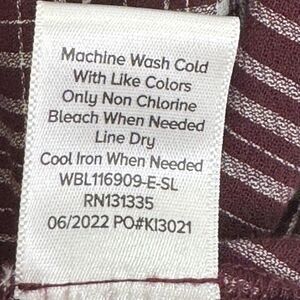 Machine Wash Cold
With Like Colors
Only Non Chlorine
Bleach When Needed
Line Dry
Cool Iron When Needed
WBL116909-E-SL
RN131335
06/2022 PO#KI3021